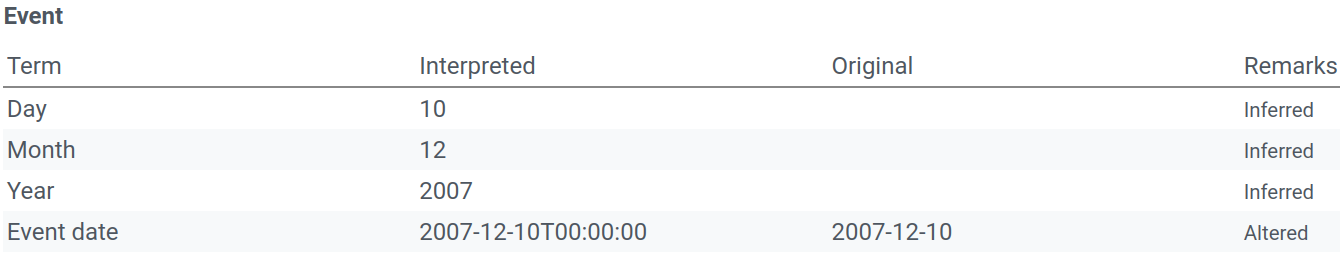 Event
Term Interpreted Original Remarks
Day 10 Inferred
Month 12 Inferred
Year 2007 Inferred
Event date 2007-12-10T00:00:00 2007-12-10 Altered